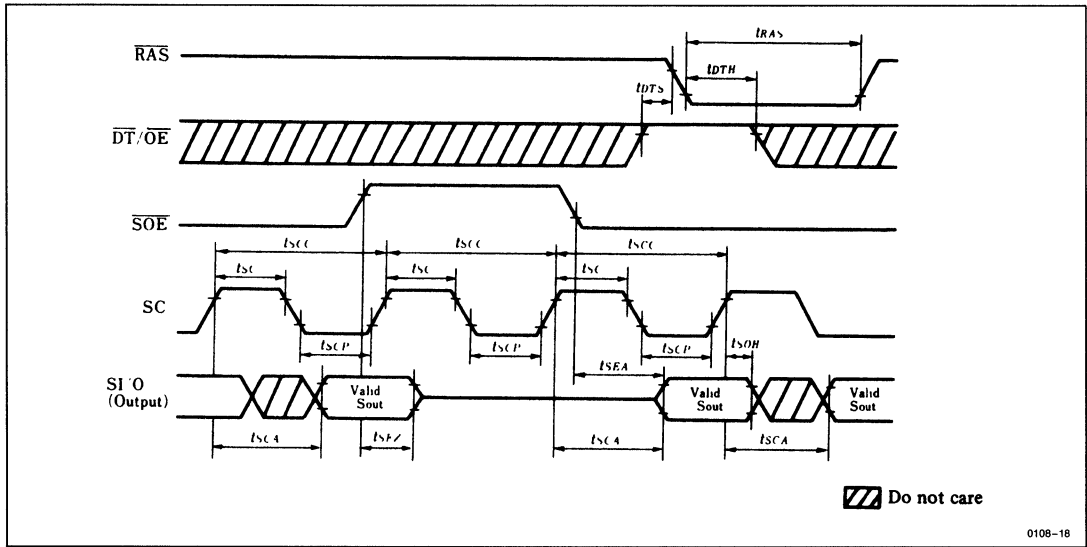 RAS
tRAS
tDTH
tDTS
DT/OE
SOE
tSCC tSCC tSCC
tSC tSC tSC
SC
tSCP tSCP tSCP
tSOH
tSEA
SI/O
(Output)
Valid
Sout
Valid
Sout
Valid
Sout
tSCA tSEZ tSCA tSCA
Do not care
0108-18